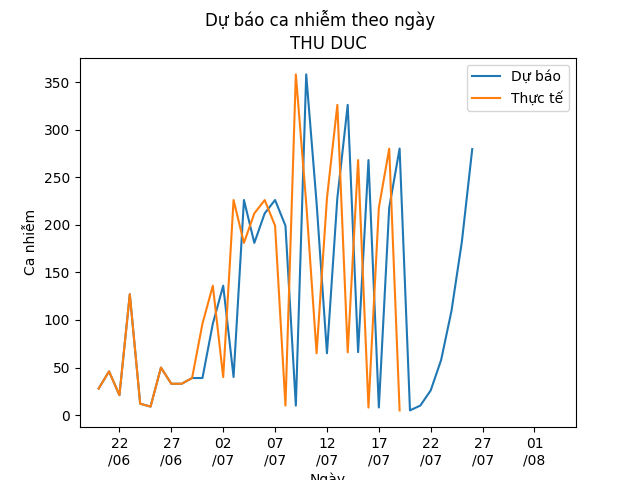 Dự báo ca nhiễm theo ngày
THU DUC
Dự báo
Thực tế
Ca nhiễm
350
300
250
200
150
100
50
0
22 27 02 07 12 17 22 27 01
/06 /06 /07 /07 /07 /07 /07 /07 /08
Ngày